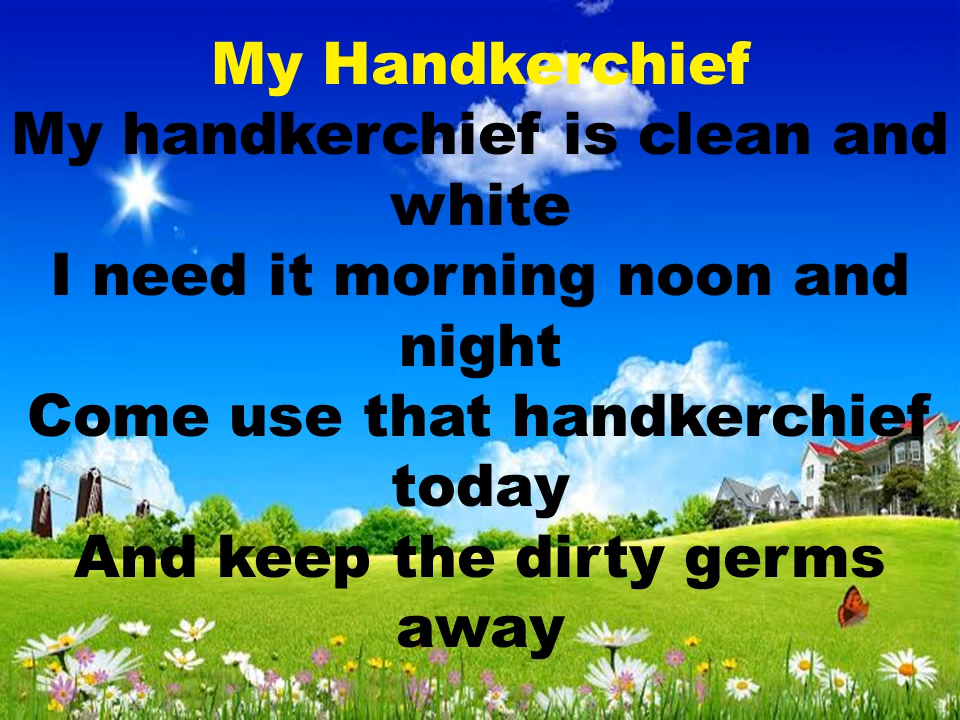 My Handkerchief
My handkerchief is clean and
white
I need it morning noon and
night
Come use that handkerchief
today
And keep the dirty germs
away